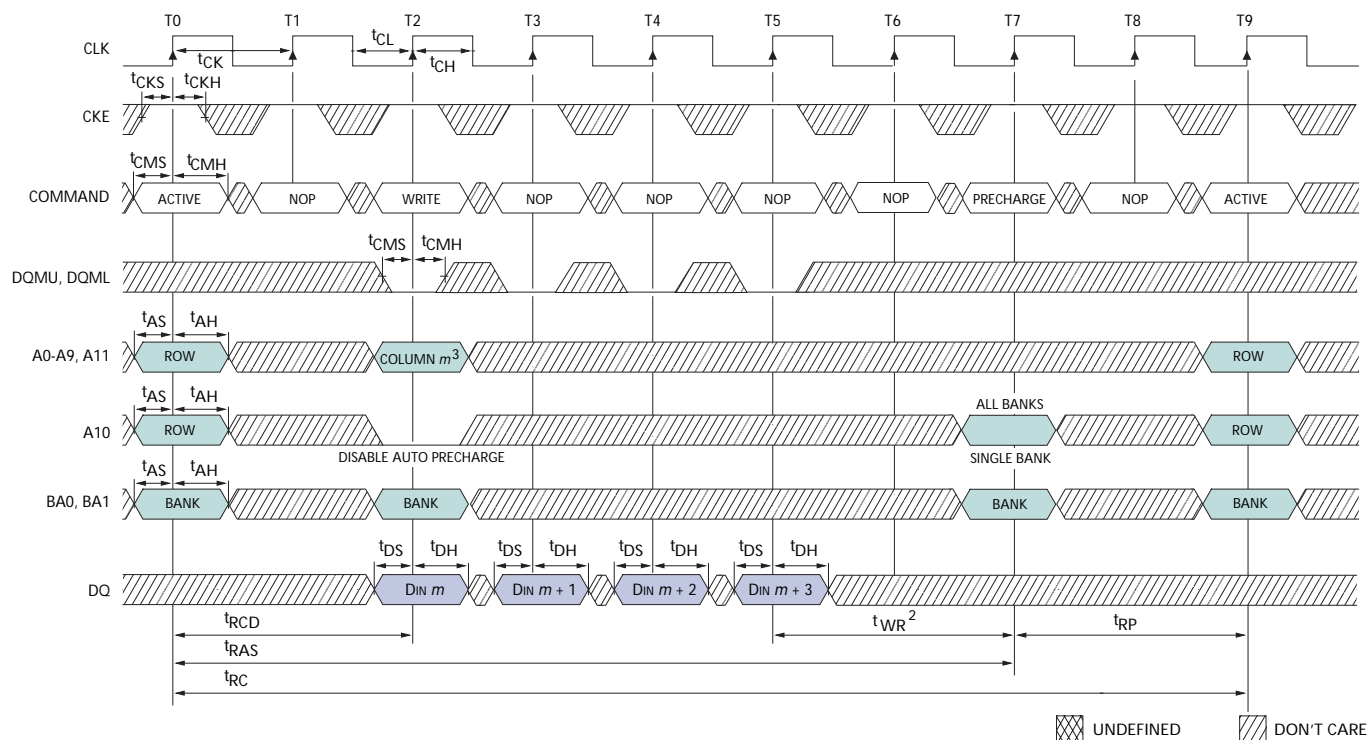 T0 T1 T2 T3 T4 T5 T6 T7 T8 T9
CLK
tCK tCL tCH
tCKS tCKH
CKE
tCMS tCMH
COMMAND ACTIVE NOP WRITE NOP NOP NOP NOP PRECHARGE NOP ACTIVE
tCMS tCMH
DQMU, DQML
tAS tAH
A0-A9, A11 ROW COLUMN m³ ROW
tAS tAH ALL BANKS
A10 ROW ROW
DISABLE AUTO PRECHARGE SINGLE BANK
tAS tAH
BA0, BA1 BANK BANK BANK BANK
tDS tDH tDS tDH tDS tDH tDS tDH
DQ DIN m DIN m + 1 DIN m + 2 DIN m + 3
tRCD tWR² tRP
tRAS
tRC
UNDEFINED DON'T CARE